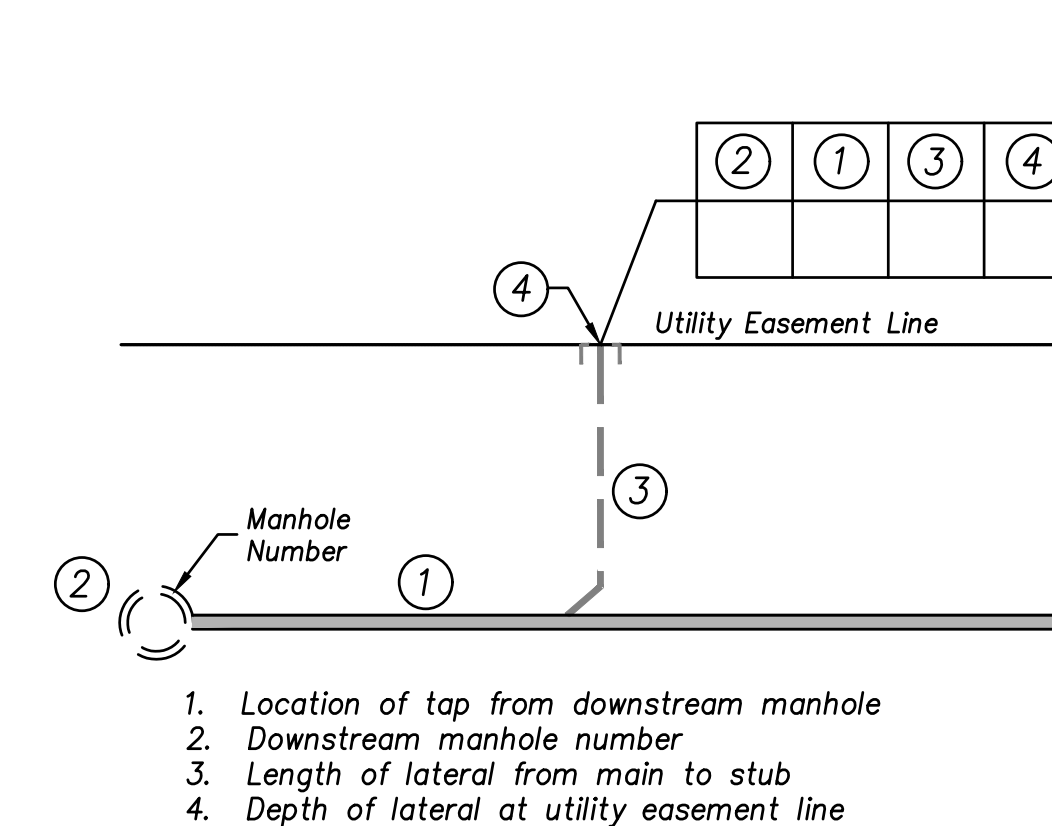 2 1 3 4
4
Utility Easement Line
3
Manhole
Number
2
1
1. Location of tap from downstream manhole
2. Downstream manhole number
3. Length of lateral from main to stub
4. Depth of lateral at utility easement line